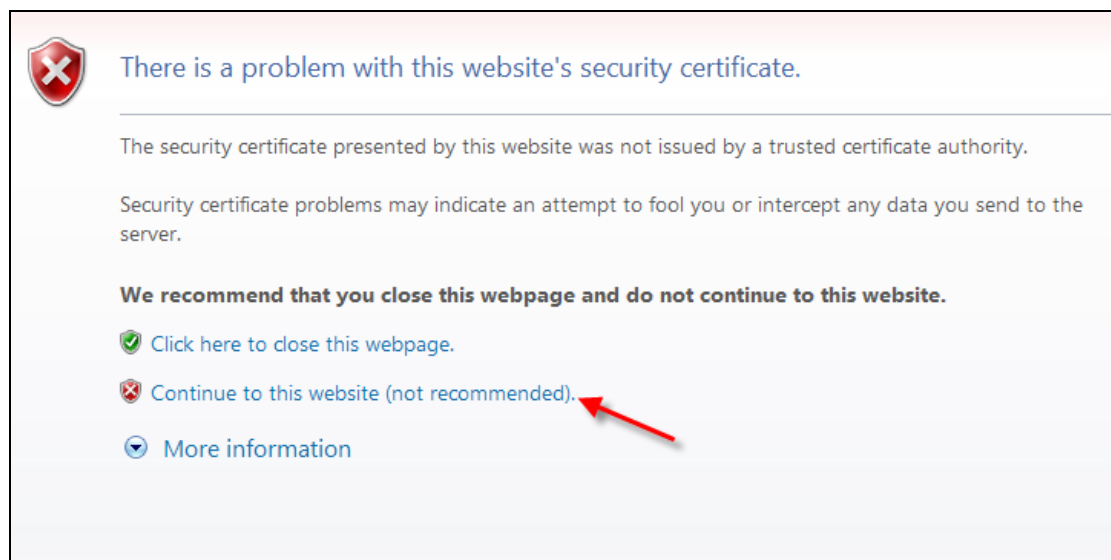 There is a problem with this website's security certificate.
The security certificate presented by this website was not issued by a trusted certificate authority.
Security certificate problems may indicate an attempt to fool you or intercept any data you send to the
server.
We recommend that you close this webpage and do not continue to this website.
Click here to close this webpage.
Continue to this website (not recommended).
More information